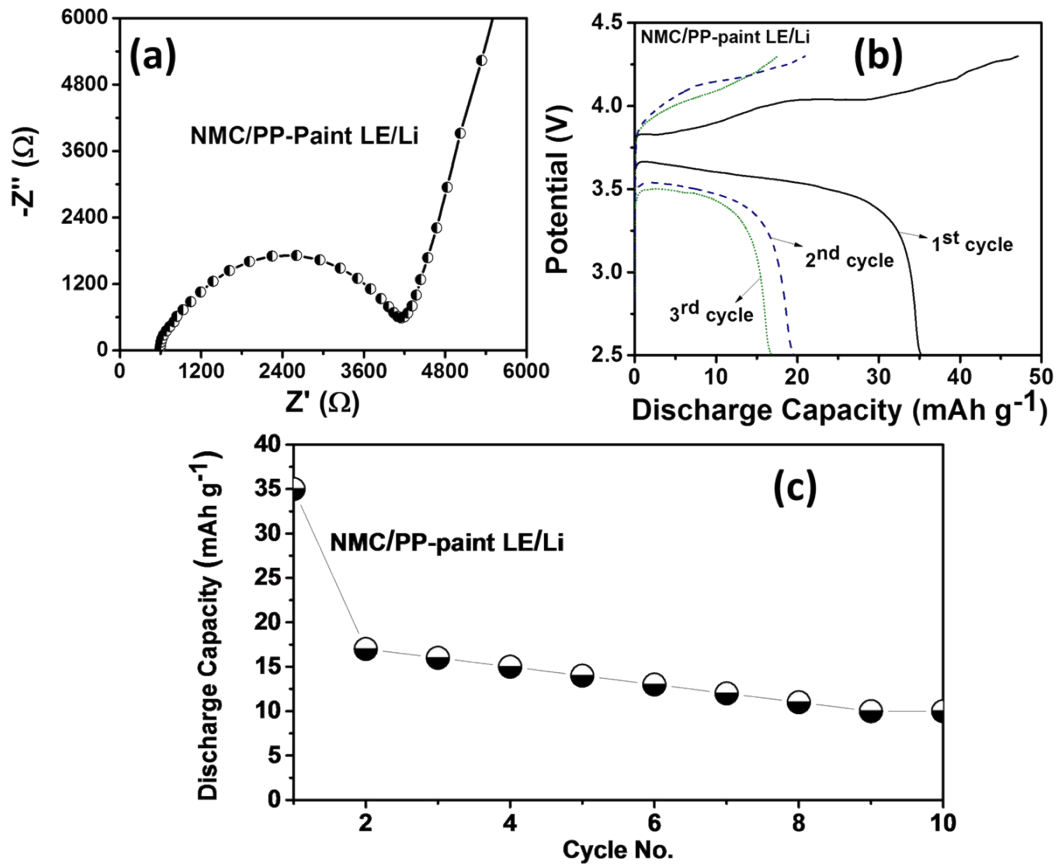 (a)
NMC/PP-Paint LE/Li
-Z'' (Ω)
6000
4800
3600
2400
1200
0
0 1200 2400 3600 4800 6000
Z' (Ω)
NMC/PP-paint LE/Li
(b)
Potential (V)
4.5
4.0
3.5
3.0
2.5
1st cycle
2nd cycle
3rd cycle
0 10 20 30 40 50
Discharge Capacity (mAh g-1)
(c)
NMC/PP-paint LE/Li
Discharge Capacity (mAh g-1)
40
35
30
25
20
15
10
5
0
2 4 6 8 10
Cycle No.